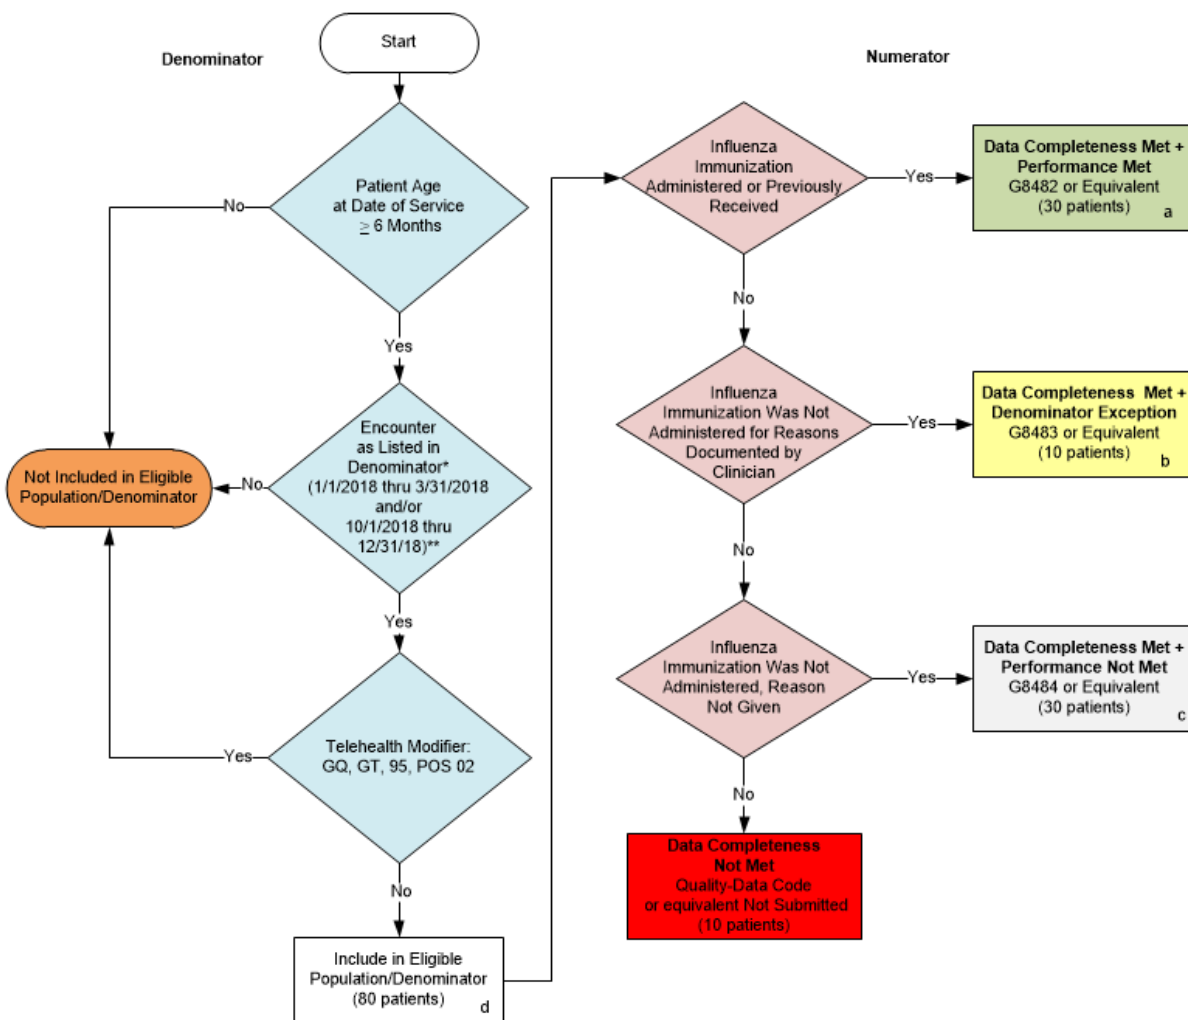 Start
Denominator
Numerator
Patient Age
at Date of Service
≥ 6 Months
No
Yes
Encounter
as Listed in
Denominator*
(1/1/2018 thru 3/31/2018
and/or
10/1/2018 thru
12/31/18)**
No
Not Included in Eligible
Population/Denominator
Yes
Telehealth Modifier:
GQ, GT, 95, POS 02
Yes
No
Include in Eligible
Population/Denominator
(80 patients)
d
Influenza
Immunization
Administered or Previously
Received
Yes
Data Completeness Met +
Performance Met
G8482 or Equivalent
(30 patients)
a
No
Influenza
Immunization Was Not
Administered for Reasons
Documented by
Clinician
Yes
Data Completeness Met +
Denominator Exception
G8483 or Equivalent
(10 patients)
b
No
Influenza
Immunization Was Not
Administered, Reason
Not Given
Yes
Data Completeness Met +
Performance Not Met
G8484 or Equivalent
(30 patients)
c
No
Data Completeness
Not Met
Quality-Data Code
or equivalent Not Submitted
(10 patients)